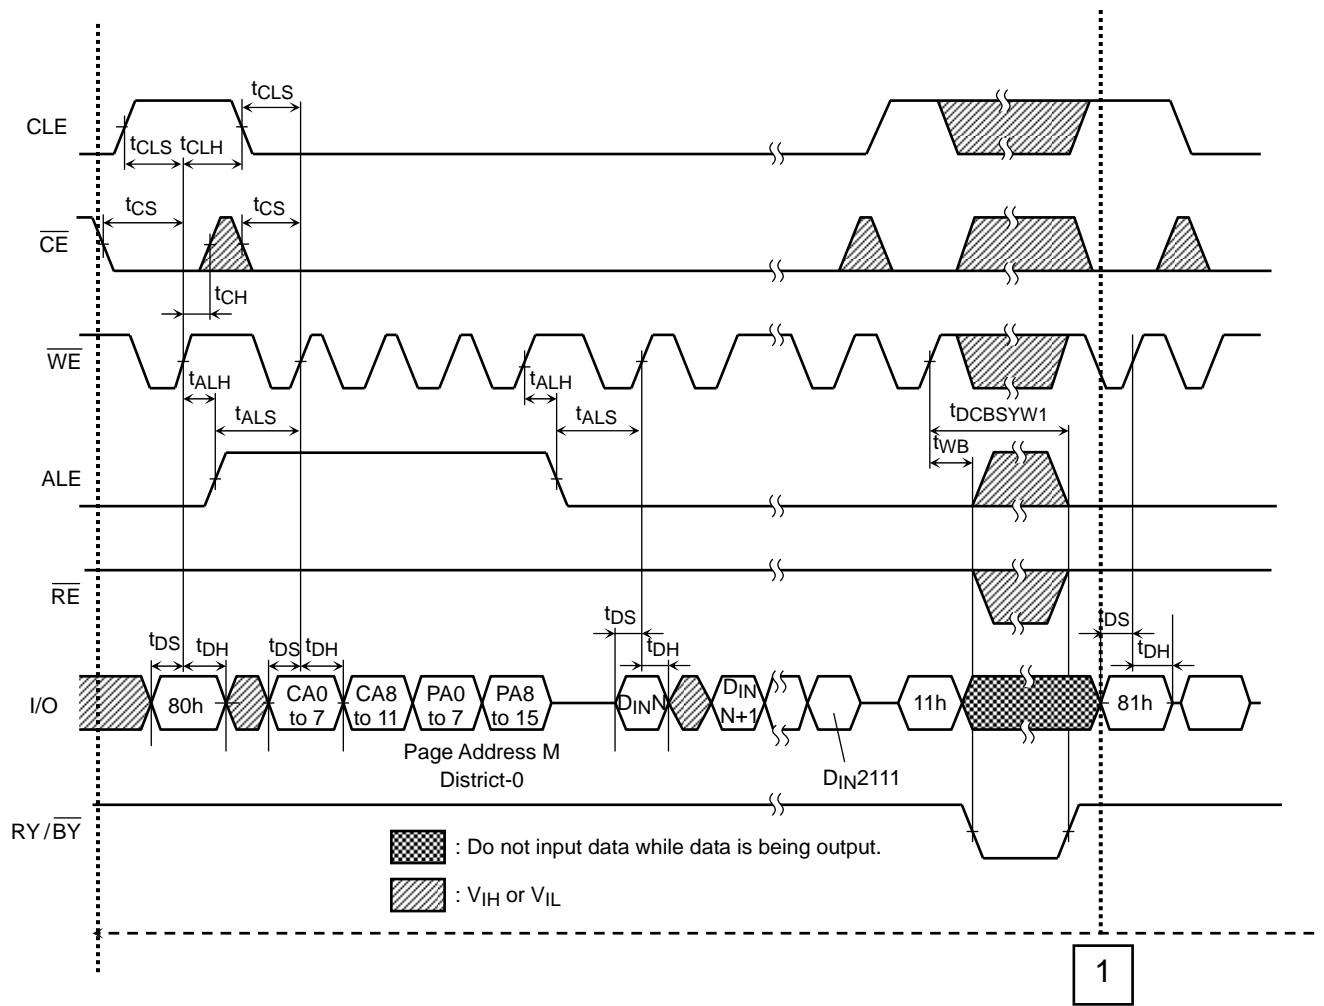 tCLS
CLE
tCLS tCLH
tCS tCS
CE
tCH
WE
tALH tALH
tALS tALS tDCBSYW1
tWB
ALE
RE
tDS DS
tDS tDH tDS tDH tDH tDH
I/O 80h CA0 to 7 CA8 to 11 PA0 to 7 PA8 to 15 DINN DIN N+1 11h 81h
Page Address M
District-0
DIN2111
RY/BY
: Do not input data while data is being output.
: VIH or VIL
1